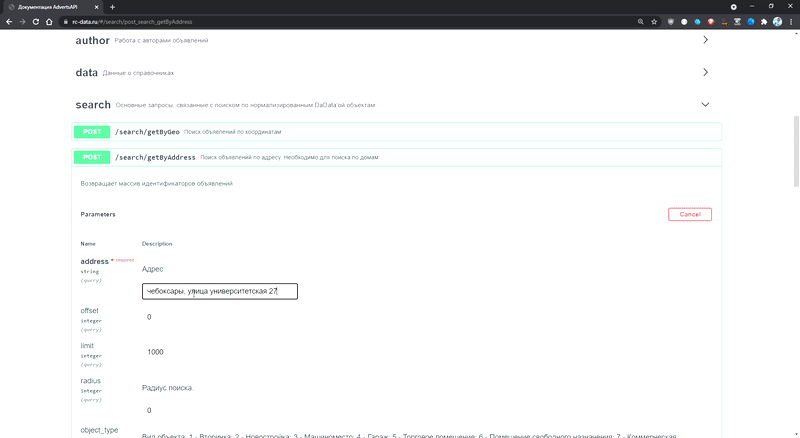 Документация AdvertsAPI
rc-data.ru/#/search/post_search_getByAddress
author Работа с авторами объявлений
data Данные о справочниках
search Основные запросы, связанные с поиском по нормализированным DaData'ой объектам
POST /search/getByGeo Поиск объявлений по координатам
POST /search/getByAddress Поиск объявлений по адресу. Необходимо для поиска по домам
Возвращает массив идентификаторов объявлений
Parameters Cancel
Name Description
address * required
string
(query)
Адрес
чебоксары, улица университетская 27
offset
integer
(query)
0
limit
integer
(query)
1000
radius
integer
(query)
Радиус поиска.
0
object_type
Вид объекта. 1 - Вторичка; 2 - Новостройка; 3 - Машиноместо; 4 - Гараж; 5 - Торговое помещение; 6 - Помещение свободного назначения; 7 - Коммерческая